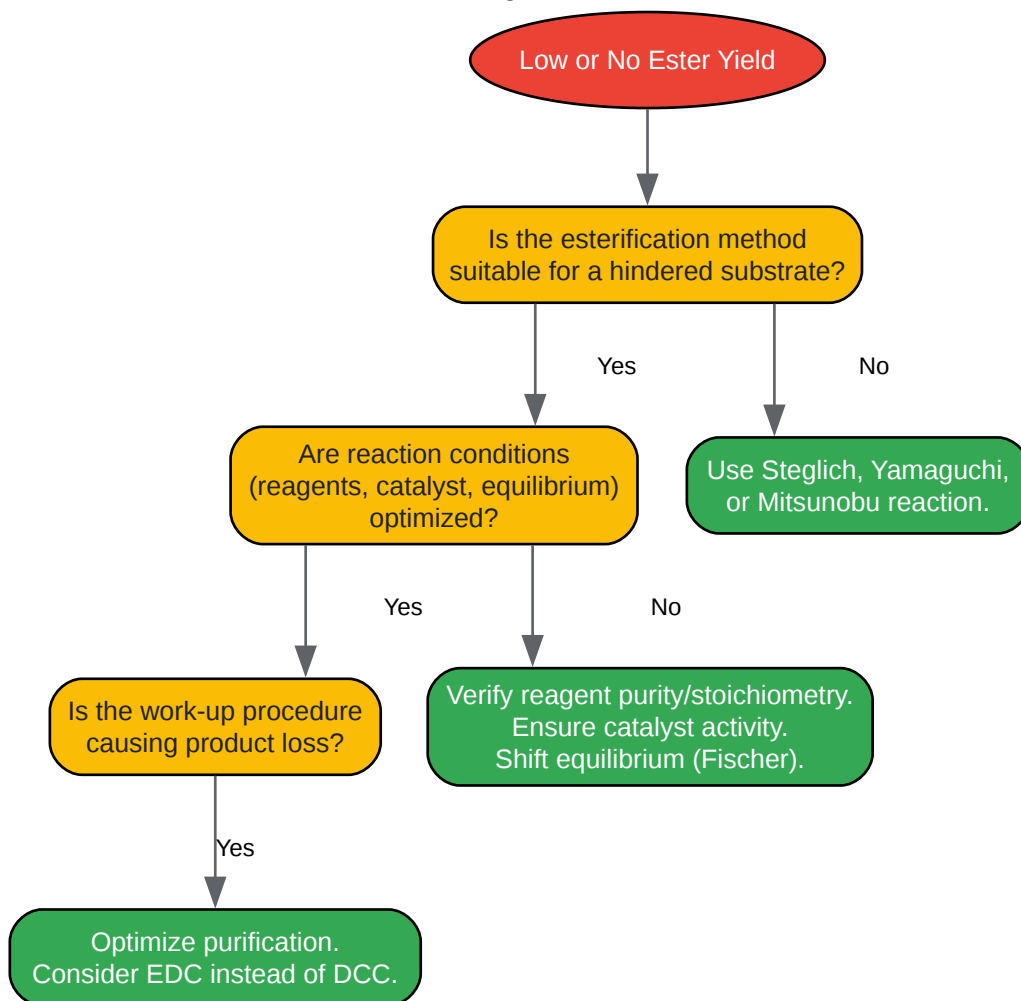 Low or No Ester Yield
Is the esterification method
suitable for a hindered substrate?
Yes
No
Are reaction conditions
(reagents, catalyst, equilibrium)
optimized?
Use Steglich, Yamaguchi,
or Mitsunobu reaction.
Yes
No
Is the work-up procedure
causing product loss?
Verify reagent purity/stoichiometry.
Ensure catalyst activity.
Shift equilibrium (Fischer).
Yes
Optimize purification.
Consider EDC instead of DCC.